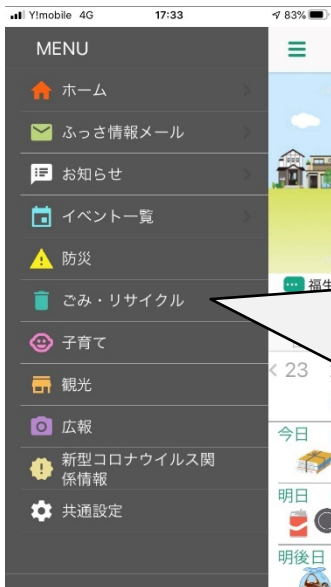 Y!mobile 4G 17:33 83%
MENU
ホーム
ふっさ情報メール
お知らせ
イベント一覧
防災
ごみ・リサイクル
福生
子育て
< 23
観光
広報
今日
新型コロナウイルス関
係情報
明日
共通設定
明後日